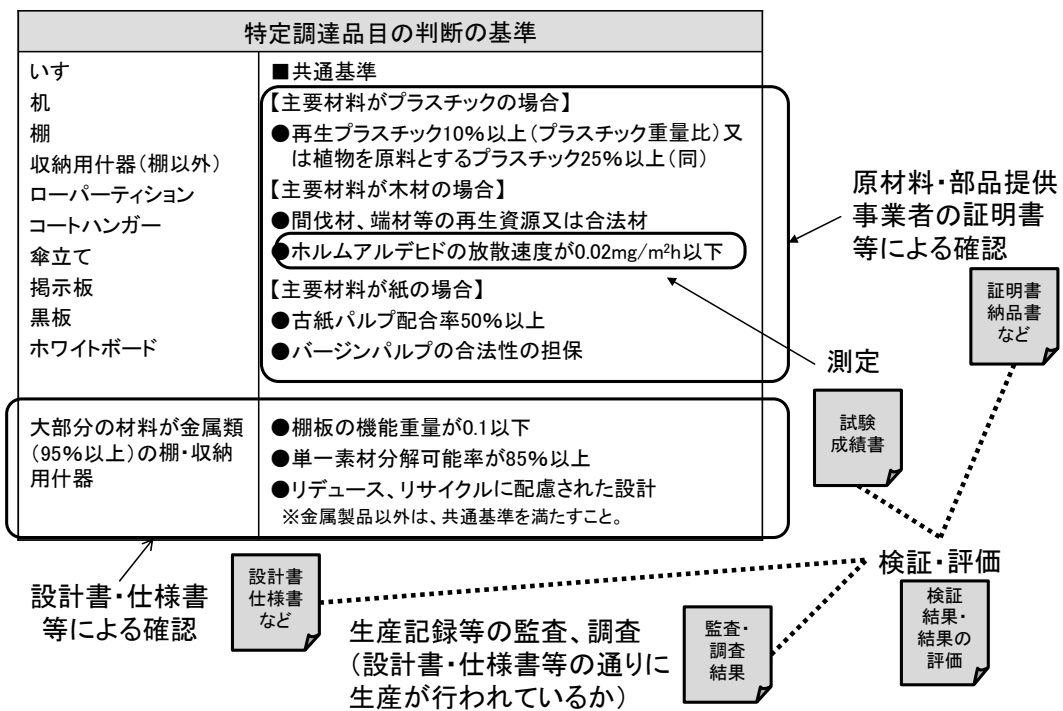 特定調達品目の判断の基準
いす
机
棚
収納用什器(棚以外)
ローパーティション
コートハンガー
傘立て
掲示板
黒板
ホワイトボード
■共通基準
【主要材料がプラスチックの場合】
●再生プラスチック10%以上(プラスチック重量比)又
は植物を原料とするプラスチック25%以上(同)
【主要材料が木材の場合】
●間伐材、端材等の再生資源又は合法材
●ホルムアルデヒドの放散速度が0.02mg/m²h以下
【主要材料が紙の場合】
●古紙パルプ配合率50%以上
●バージンパルプの合法性の担保
大部分の材料が金属類
(95%以上)の棚・収納
用什器
●棚板の機能重量が0.1以下
●単一素材分解可能率が85%以上
●リデュース、リサイクルに配慮された設計
※金属製品以外は、共通基準を満たすこと。
原材料・部品提供
事業者の証明書
等による確認
証明書
納品書
など
測定
試験
成績書
検証・評価
検証
結果・
結果の
評価
設計書・仕様書
等による確認
設計書
仕様書
など
生産記録等の監査、調査
(設計書・仕様書等の通りに
生産が行われているか)
監査・
調査
結果